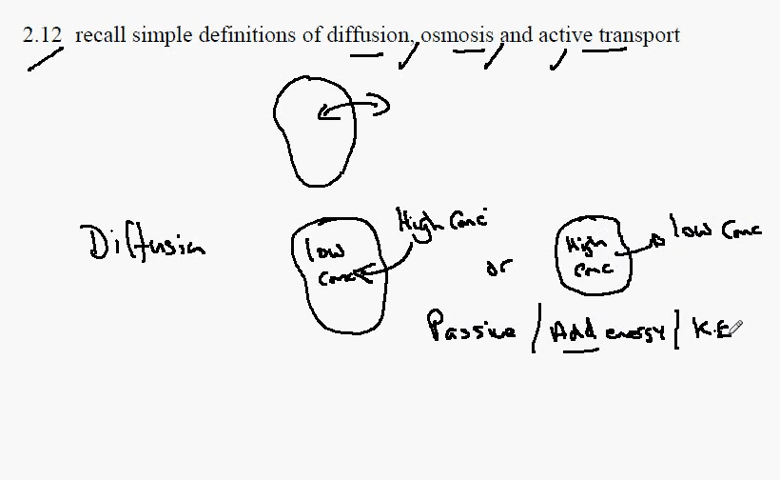 2.12 recall simple definitions of diffusion, osmosis and active transport
High Conc
low Conc
Diffusion
low
Conc
or
High
Conc
Passive / Add energy / K.E